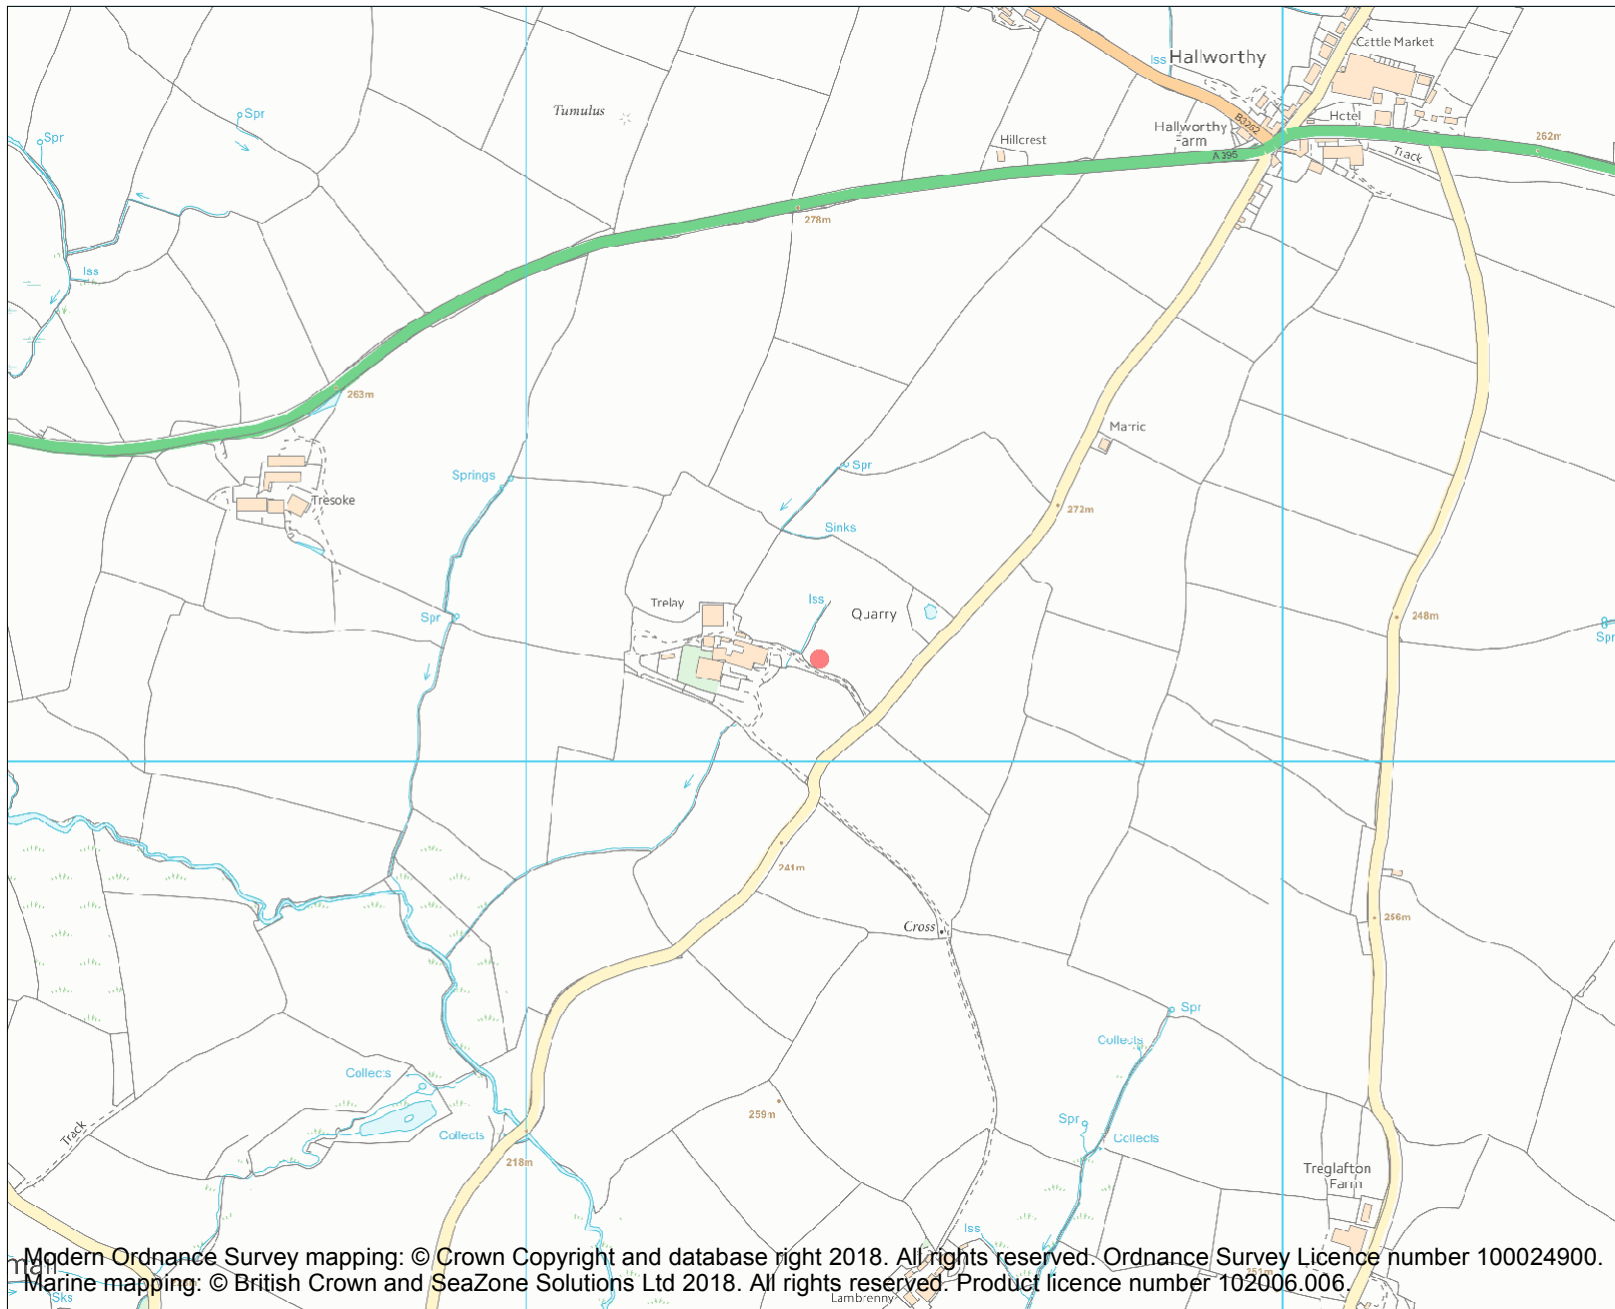 Cattle Market
Iss
Hallworthy
Tumulus
Spr
Hotel
B3262
Spr
Hallworthy
Farm
262m
Hillcrest
A395
Track
278m
Iss
263m
Marric
Springs
Spr
Tresoke
272m
Sinks
Iss
Trelay
Quarry
Spr
248m
Spr
241m
256m
Cross
Spr
Collects
Collects
259m
Spr
Track
Collects
Collects
218m
Treglafton
Farm
Iss
Modern Ordnance Survey mapping: © Crown Copyright and database right 2018. All rights reserved. Ordnance Survey Licence number 100024900.
Marine mapping: © British Crown and SeaZone Solutions Ltd 2018. All rights reserved. Product licence number 102006.006.
251m
Sks
Lambrenny